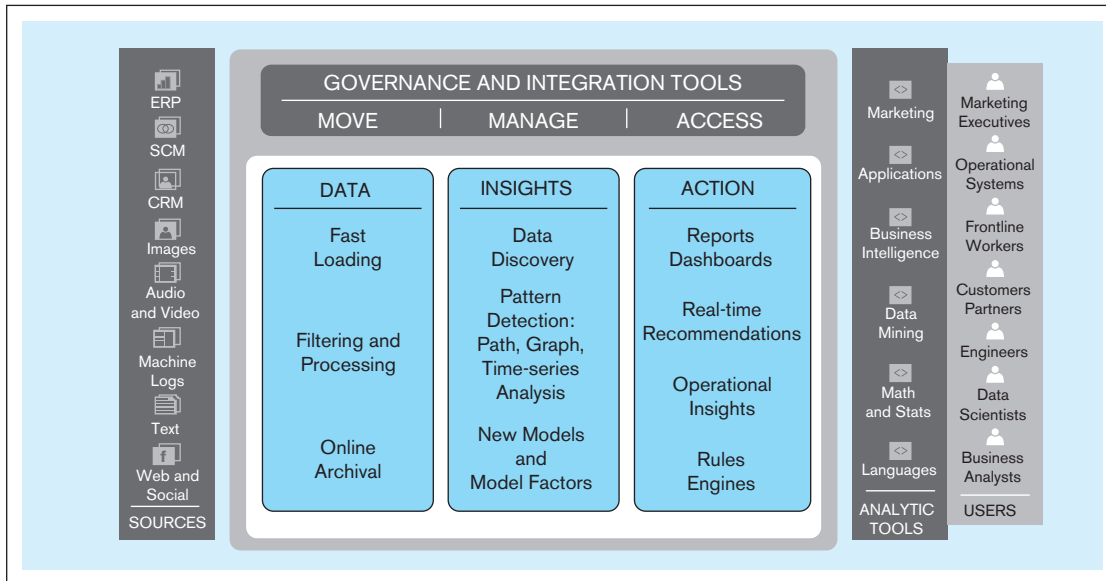 ERP
SCM
CRM
Images
Audio
and Video
Machine
Logs
Text
f
Web and
Social
SOURCES
GOVERNANCE AND INTEGRATION TOOLS
MOVE
MANAGE
ACCESS
DATA
Fast
Loading
Filtering and
Processing
Online
Archival
INSIGHTS
Data
Discovery
Pattern
Detection:
Path, Graph,
Time-series
Analysis
New Models
and
Model Factors
ACTION
Reports
Dashboards
Real-time
Recommendations
Operational
Insights
Rules
Engines
<>
Marketing
<>
Applications
<>
Business
Intelligence
<>
Data
Mining
<>
Math
and Stats
<>
Languages
ANALYTIC
TOOLS
Marketing
Executives
Operational
Systems
Frontline
Workers
Customers
Partners
Engineers
Data
Scientists
Business
Analysts
USERS